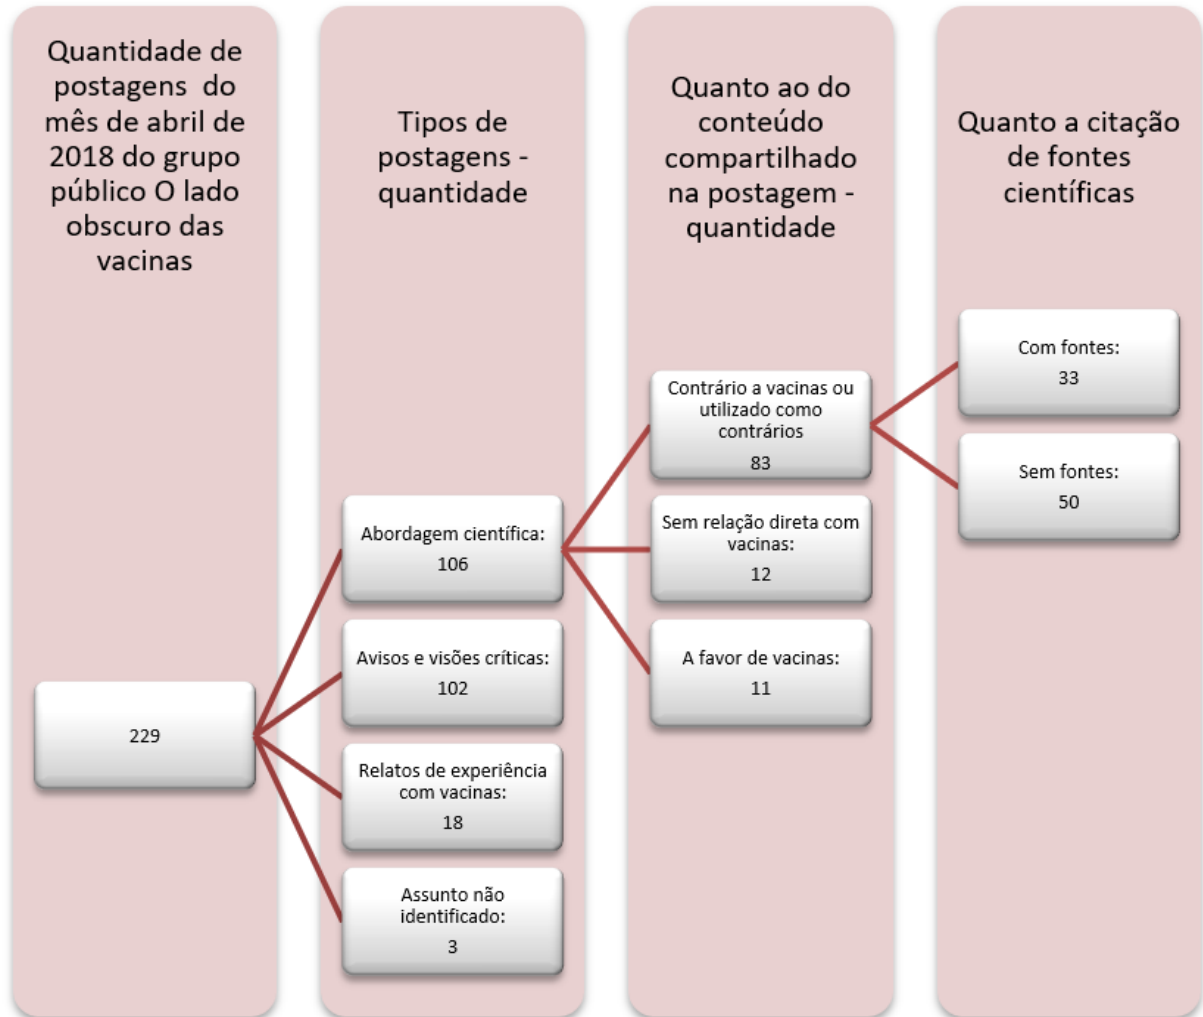 Quantidade de
postagens do
mês de abril de
2018 do grupo
público O lado
obscuro das
vacinas
229
Tipos de
postagens -
quantidade
Abordagem científica:
106
Avisos e visões críticas:
102
Relatos de experiência
com vacinas:
18
Assunto não
identificado:
3
Quanto ao do
conteúdo
compartilhado
na postagem -
quantidade
Contrário a vacinas ou
utilizado como
contrários
83
Sem relação direta com
vacinas:
12
A favor de vacinas:
11
Quanto a citação
de fontes
científicas
Com fontes:
33
Sem fontes:
50